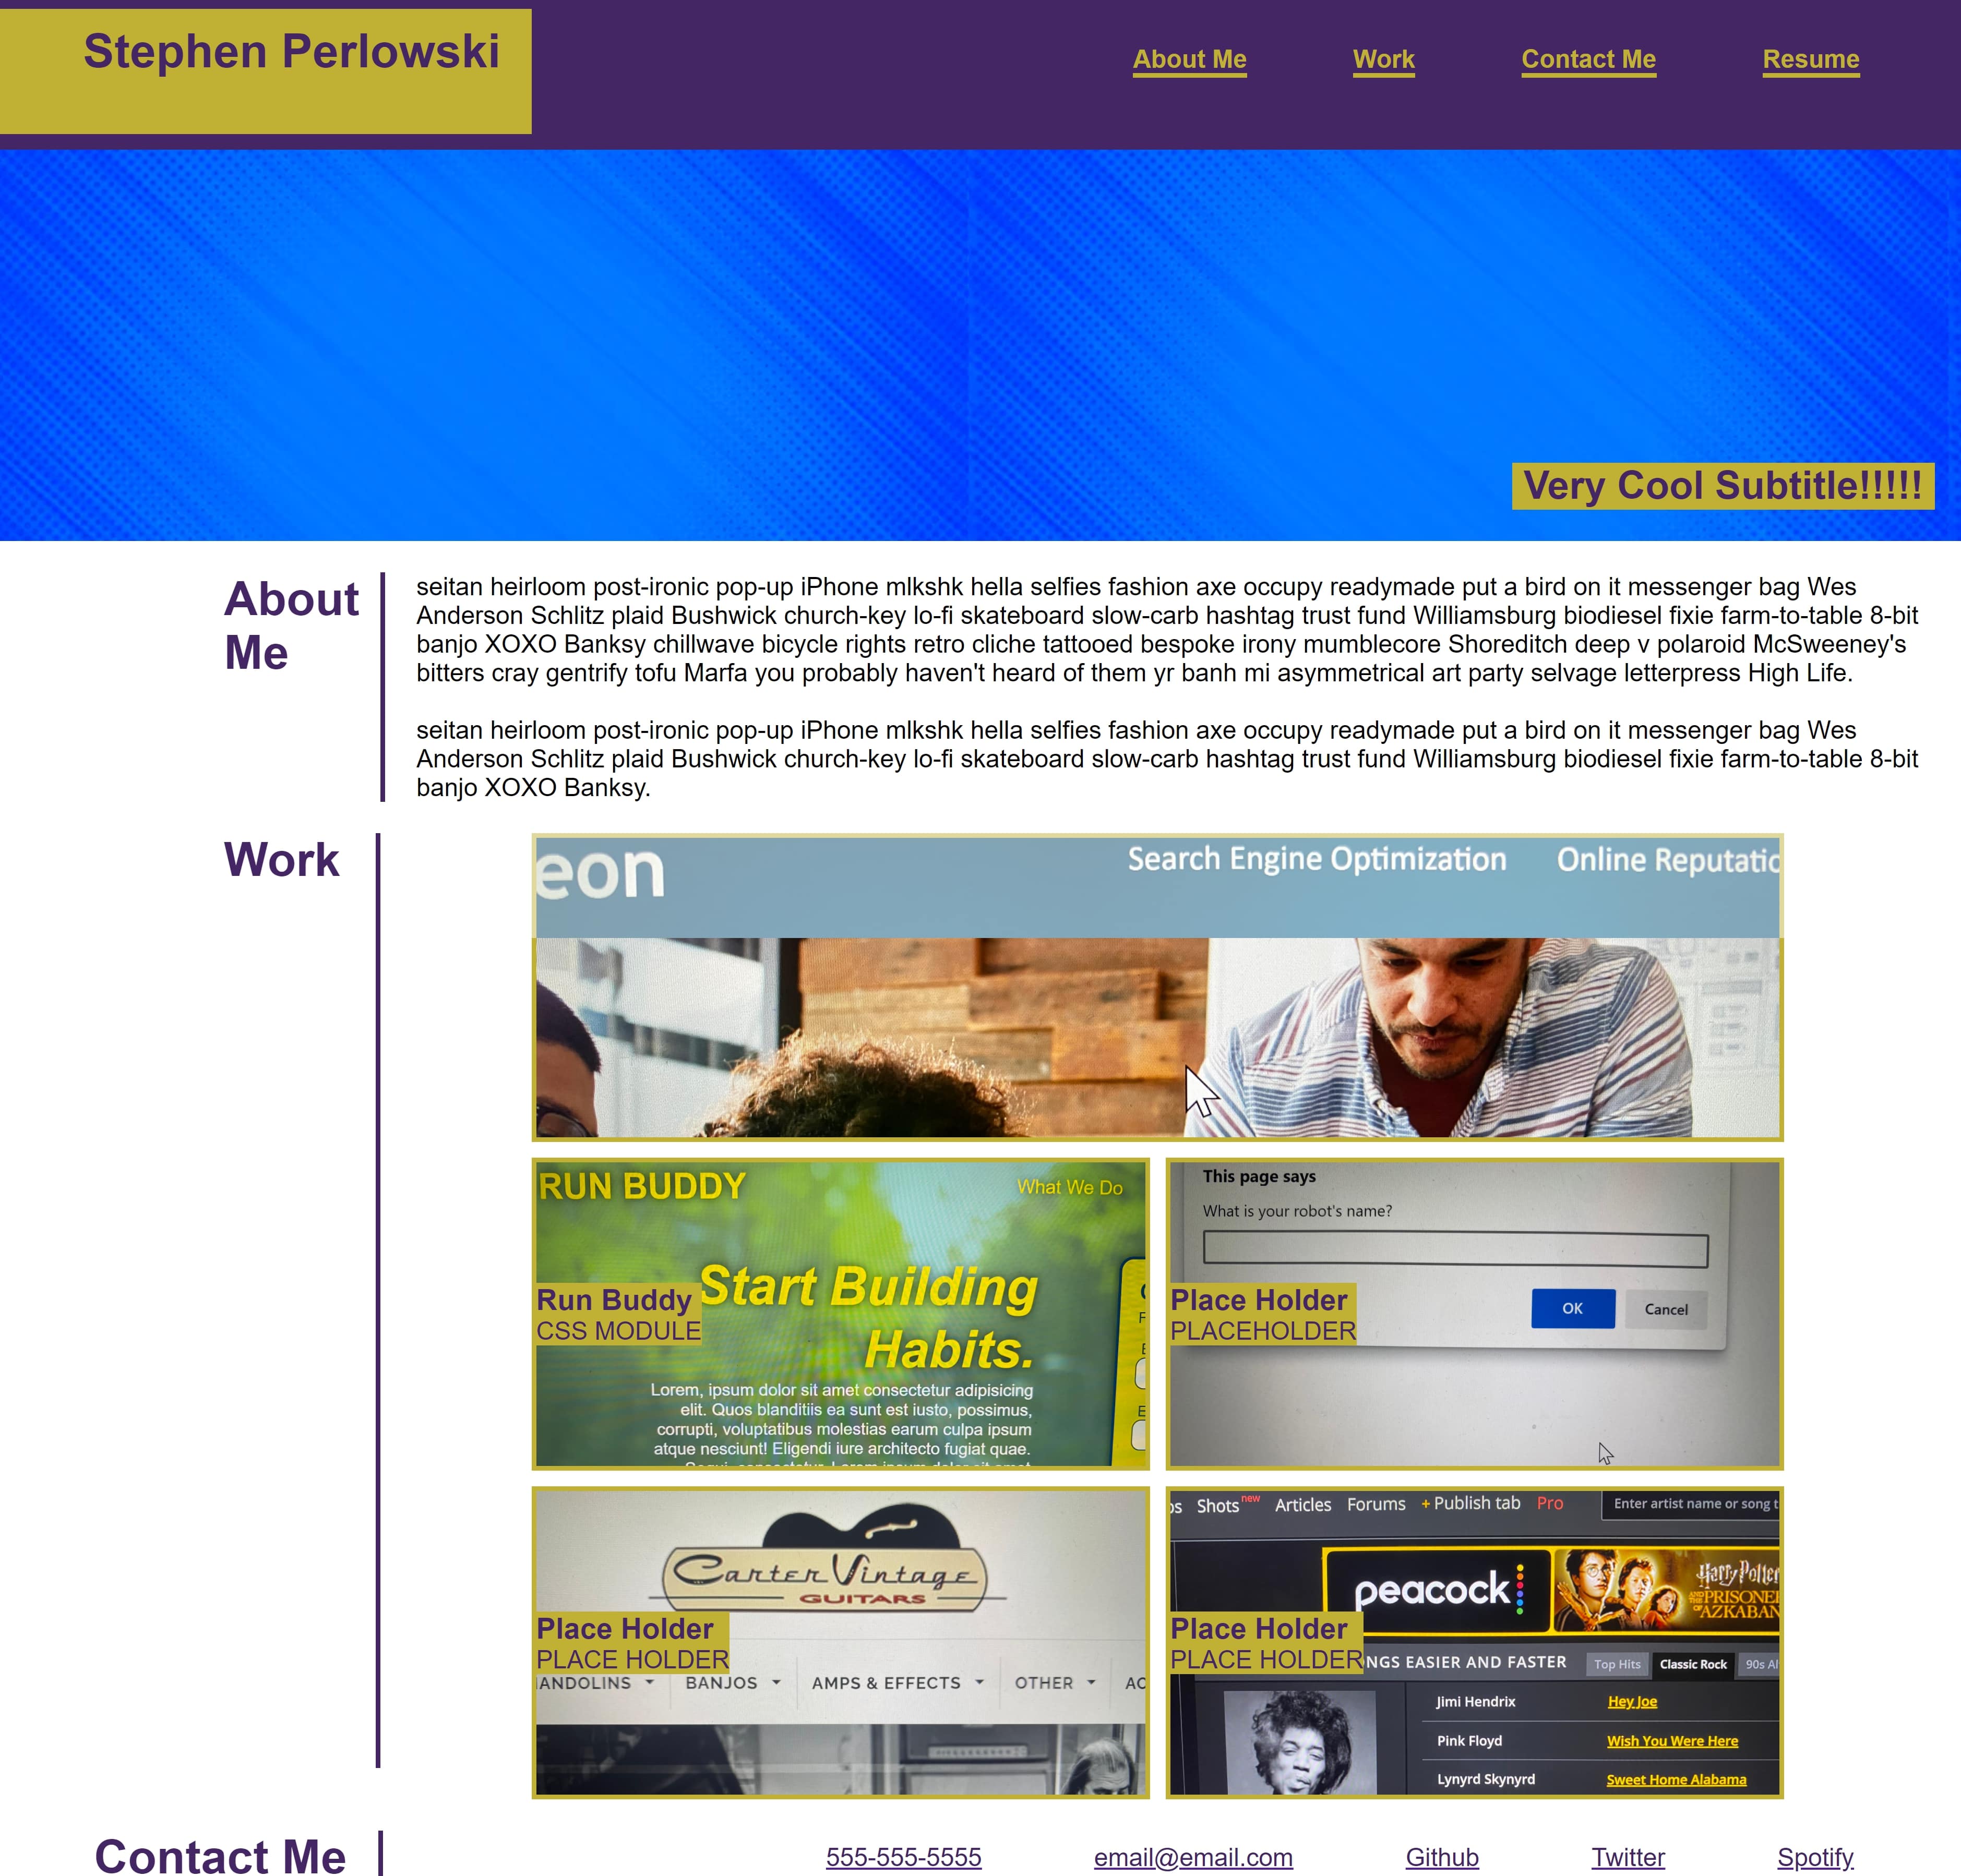 Stephen Perlowski
About Me
Work
Contact Me
Resume
Very Cool Subtitle!!!!!
About
Me
seitan heirloom post-ironic pop-up iPhone mlkshk hella selfies fashion axe occupy readymade put a bird on it messenger bag Wes
Anderson Schlitz plaid Bushwick church-key lo-fi skateboard slow-carb hashtag trust fund Williamsburg biodiesel fixie farm-to-table 8-bit
banjo XOXO Banksy chillwave bicycle rights retro cliche tattooed bespoke irony mumblecore Shoreditch deep v polaroid McSweeney's
bitters cray gentrify tofu Marfa you probably haven't heard of them yr banh mi asymmetrical art party selvage letterpress High Life.
seitan heirloom post-ironic pop-up iPhone mlkshk hella selfies fashion axe occupy readymade put a bird on it messenger bag Wes
Anderson Schlitz plaid Bushwick church-key lo-fi skateboard slow-carb hashtag trust fund Williamsburg biodiesel fixie farm-to-table 8-bit
banjo XOXO Banksy.
Work
eon
Search Engine Optimization
Online Reputatio
RUN BUDDY
What We Do
Start Building
Habits.
Run Buddy
CSS MODULE
Lorem, ipsum dolor sit amet consectetur adipisicing
elit. Quos blanditiis ea sunt est iusto, possimus,
corrupti, voluptatibus molestias earum culpa ipsum
atque nesciunt! Eligendi iure architecto fugiat quae.
This page says
What is your robot's name?
OK
Cancel
Place Holder
PLACEHOLDER
Carter Vintage
GUITARS
Place Holder
PLACE HOLDER
ANDOLINS
BANJOS
AMPS & EFFECTS
OTHER
AC
Shots new
Articles
Forums
+ Publish tab
Pro
Enter artist name or song t
peacock
Harry Potter
AND PRISONE
OF AZKABAN
Place Holder
PLACE HOLDER
NGS EASIER AND FASTER
Top Hits
Classic Rock
90s Al
Jimi Hendrix
Hey Joe
Pink Floyd
Wish You Were Here
Lynyrd Skynyrd
Sweet Home Alabama
Contact Me
555-555-5555
email@email.com
Github
Twitter
Spotify